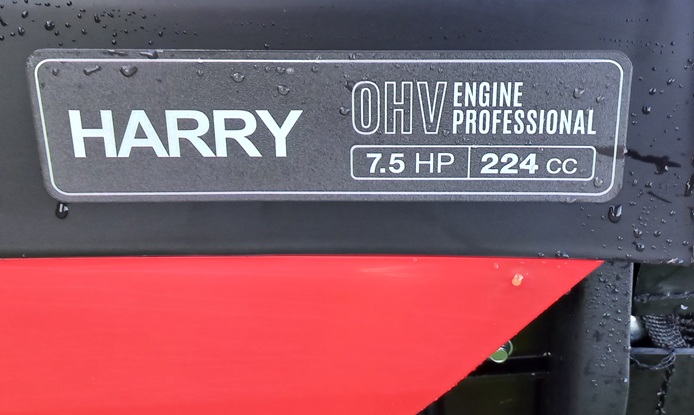 HARRY
OHV ENGINE
PROFESSIONAL
7.5 HP 224 CC